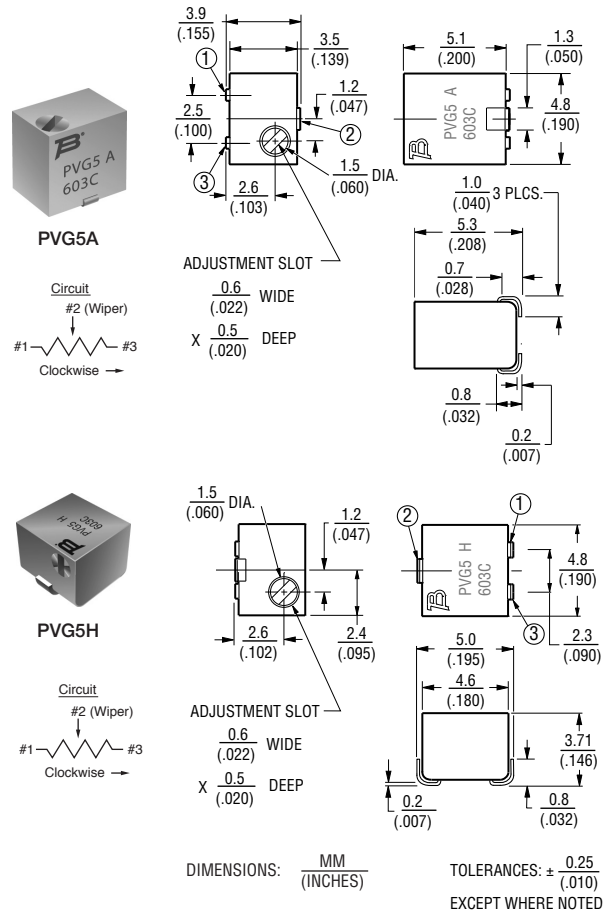 3.9
(.155)
3.5
(.139)
1
2.5
(.100)
3
1.2
(.047)
2
1.5
(.060) DIA.
2.6
(.103)
5.1
(.200)
1.3
(.050)
PVG5 A
603C
4.8
(.190)
B
PVG5 A
603C
PVG5A
ADJUSTMENT SLOT
0.6
(.022) WIDE
X 0.5
(.020) DEEP
1.0
(.040) 3 PLCS.
5.3
(.208)
0.7
(.028)
0.8
(.032)
0.2
(.007)
Circuit
#2 (Wiper)
#1 #3
Clockwise →
B
PVG5 H
603C
PVG5H
1.5
(.060) DIA.
1.2
(.047)
2.6
(.102)
2.4
(.095)
2
1
PVG5 H
603C
4.8
(.190)
3
2.3
(.090)
5.0
(.195)
4.6
(.180)
3.71
(.146)
0.2
(.007)
0.8
(.032)
ADJUSTMENT SLOT
0.6
(.022) WIDE
X 0.5
(.020) DEEP
Circuit
#2 (Wiper)
#1 #3
Clockwise →
DIMENSIONS: MM
(INCHES)
TOLERANCES: ± 0.25
(.010)
EXCEPT WHERE NOTED